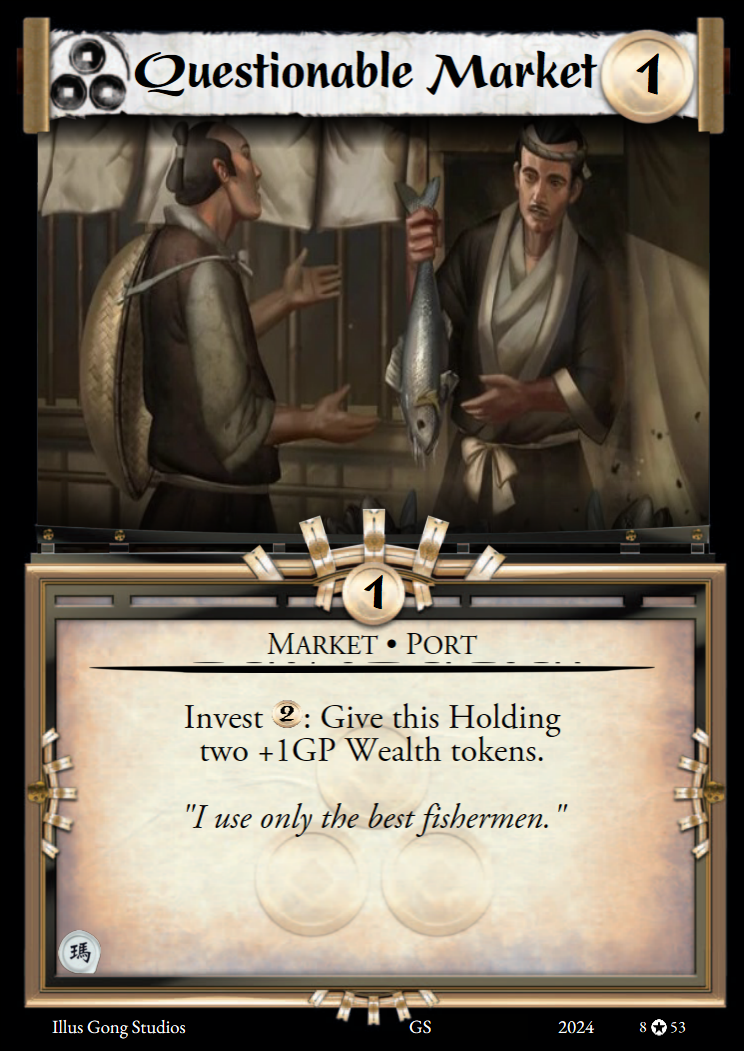 Questionable Market 1
1
Market • Port
Invest 2: Give this Holding
two +1GP Wealth tokens.
"I use only the best fishermen."
瑪
Illus Gong Studios GS 2024 8 ✪ 53